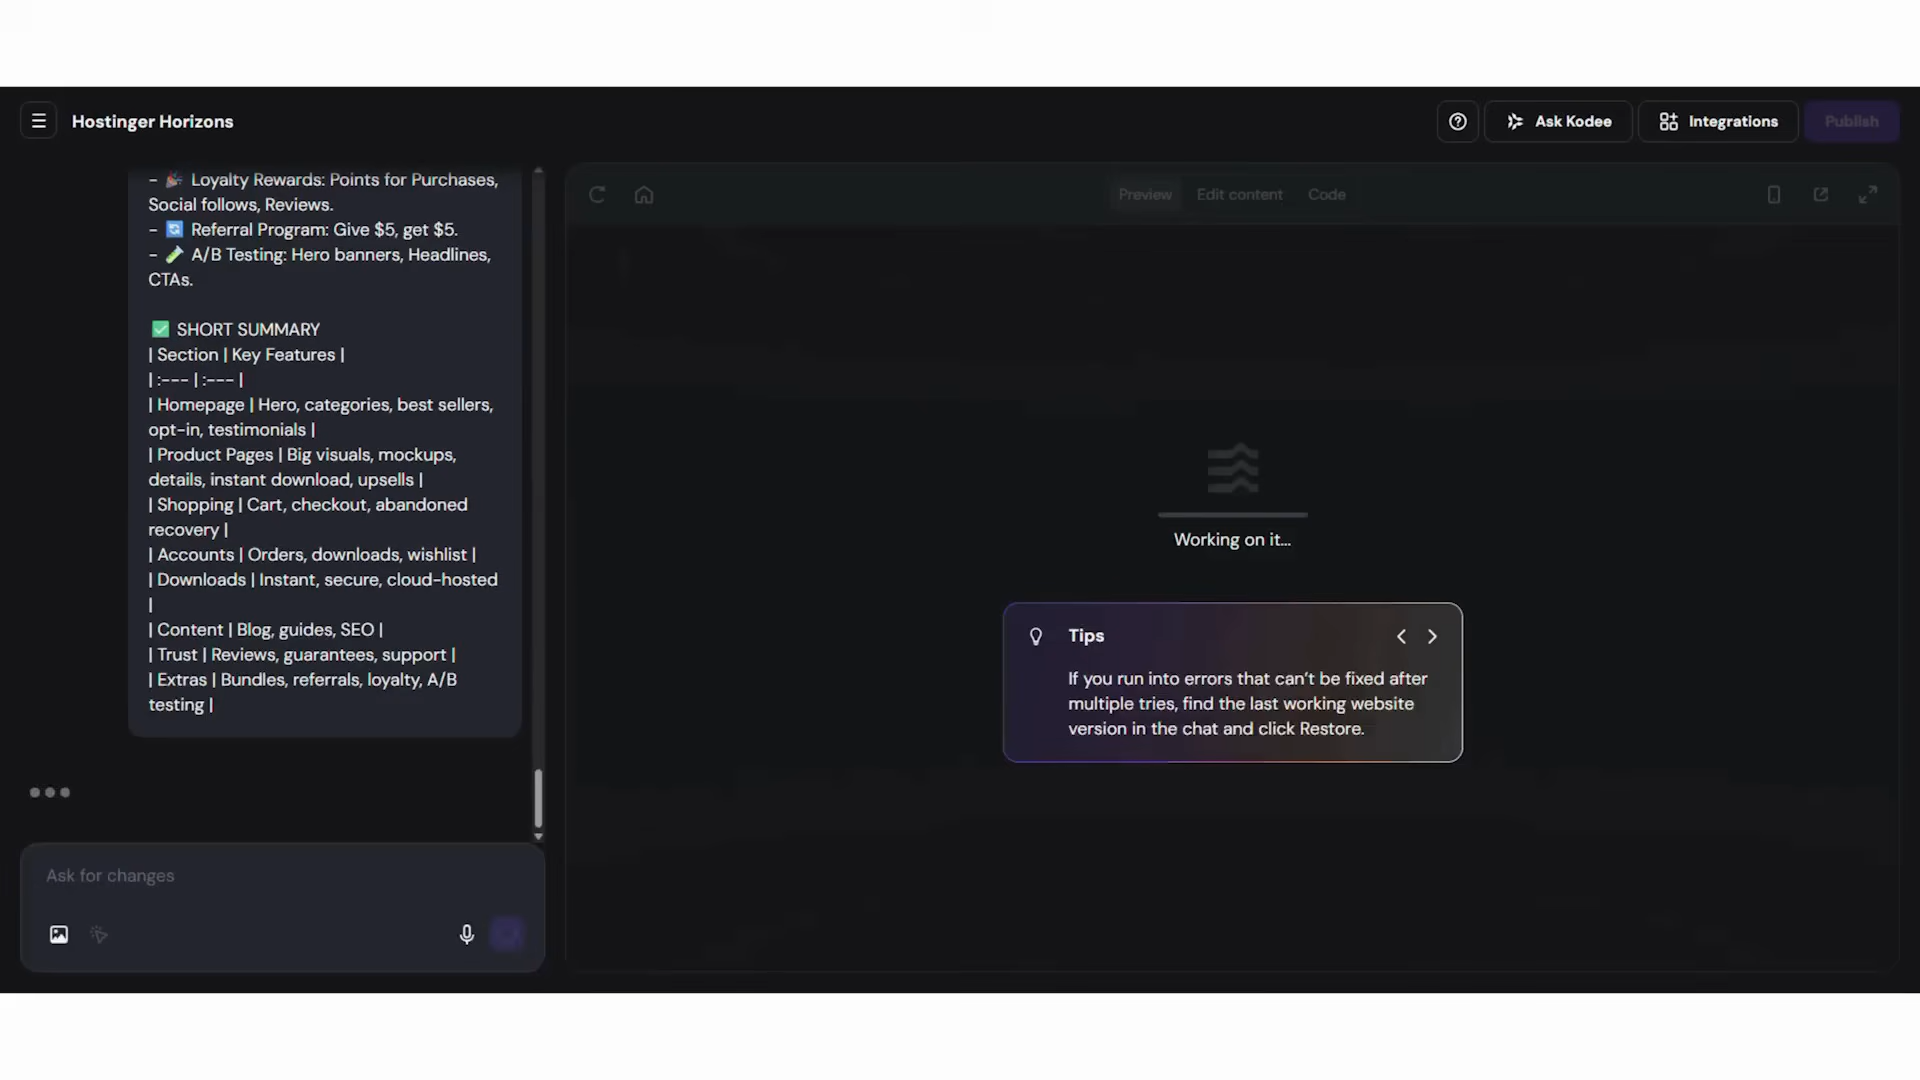 Hostinger Horizons
Ask Kodee
Integrations
Publish
- 🎉 Loyalty Rewards: Points for Purchases,
Social follows, Reviews.
- 🔄 Referral Program: Give $5, get $5.
- 🧪 A/B Testing: Hero banners, Headlines,
CTAs.
✅ SHORT SUMMARY
| Section | Key Features |
| :--- | :--- |
| Homepage | Hero, categories, best sellers,
opt-in, testimonials |
| Product Pages | Big visuals, mockups,
details, instant download, upsells |
| Shopping | Cart, checkout, abandoned
recovery |
| Accounts | Orders, downloads, wishlist |
| Downloads | Instant, secure, cloud-hosted
|
| Content | Blog, guides, SEO |
| Trust | Reviews, guarantees, support |
| Extras | Bundles, referrals, loyalty, A/B
testing |
Ask for changes
Preview
Edit content
Code
Working on it...
Tips
If you run into errors that can't be fixed after
multiple tries, find the last working website
version in the chat and click Restore.